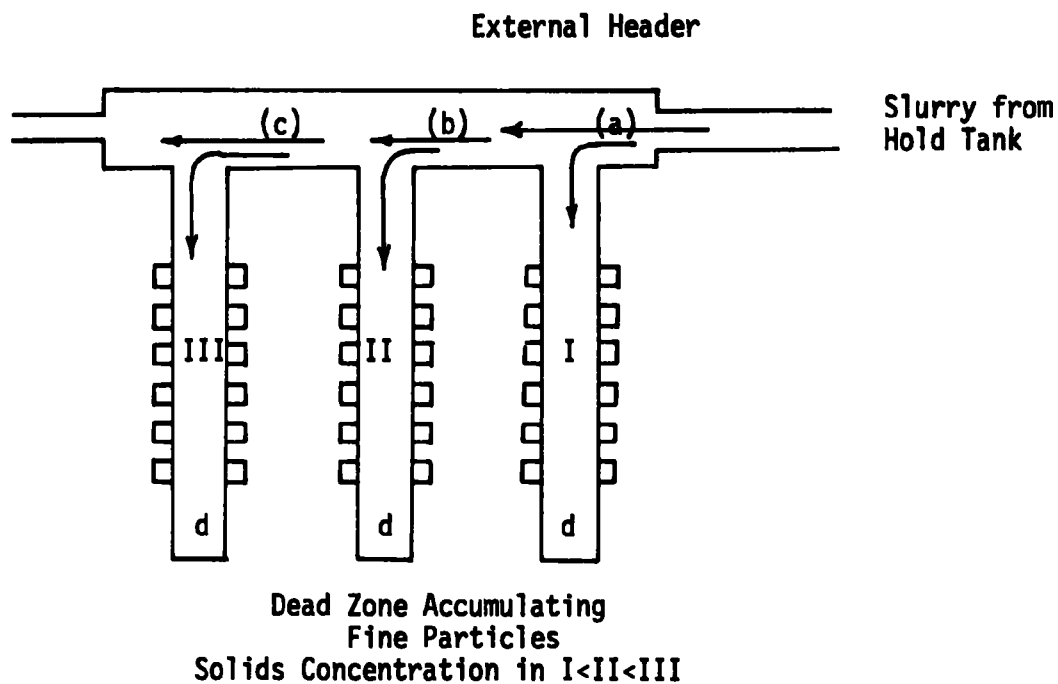 External Header
Slurry from
Hold Tank
(c) (b) (a)
III II I
d d d
Dead Zone Accumulating
Fine Particles
Solids Concentration in I<II<III